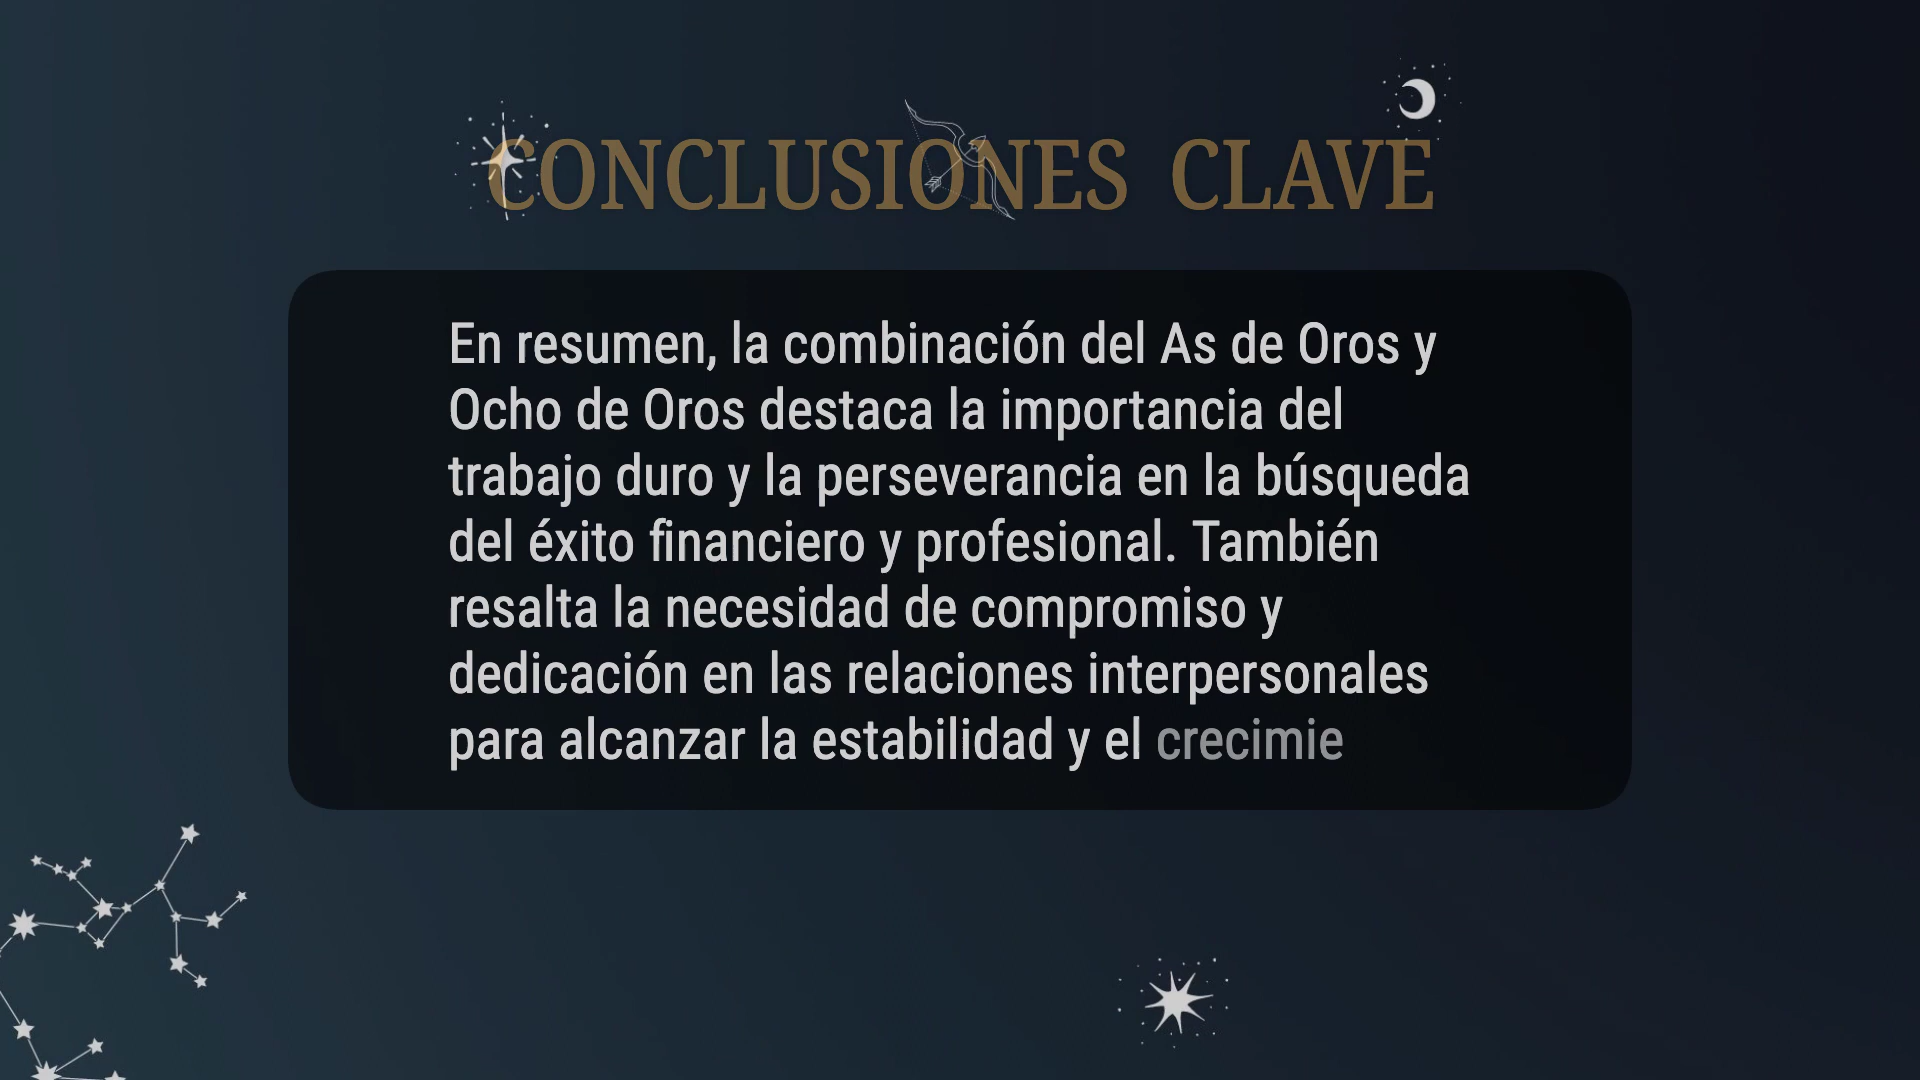 CONCLUSIONES CLAVE
En resumen, la combinación del As de Oros y
Ocho de Oros destaca la importancia del
trabajo duro y la perseverancia en la búsqueda
del éxito financiero y profesional. También
resalta la necesidad de compromiso y
dedicación en las relaciones interpersonales
para alcanzar la estabilidad y el crecimie